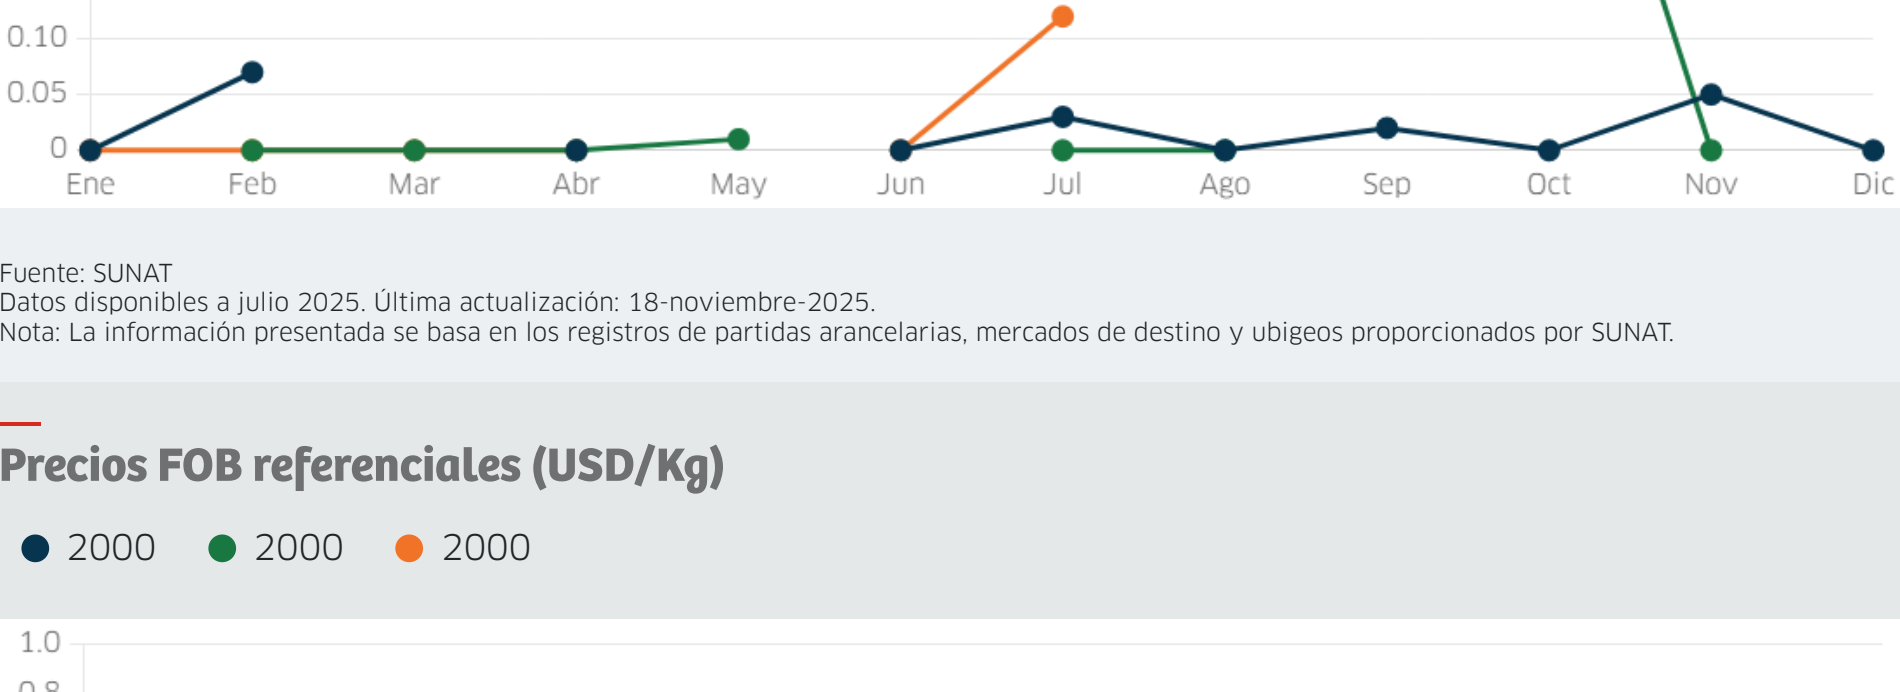 0.10
0.05
0
Ene Feb Mar Abr May Jun Jul Ago Sep Oct Nov Dic
Fuente: SUNAT
Datos disponibles a julio 2025. Última actualización: 18-noviembre-2025.
Nota: La información presentada se basa en los registros de partidas arancelarias, mercados de destino y ubigeos proporcionados por SUNAT.
Precios FOB referenciales (USD/Kg)
2000 2000 2000
1.0
0.8